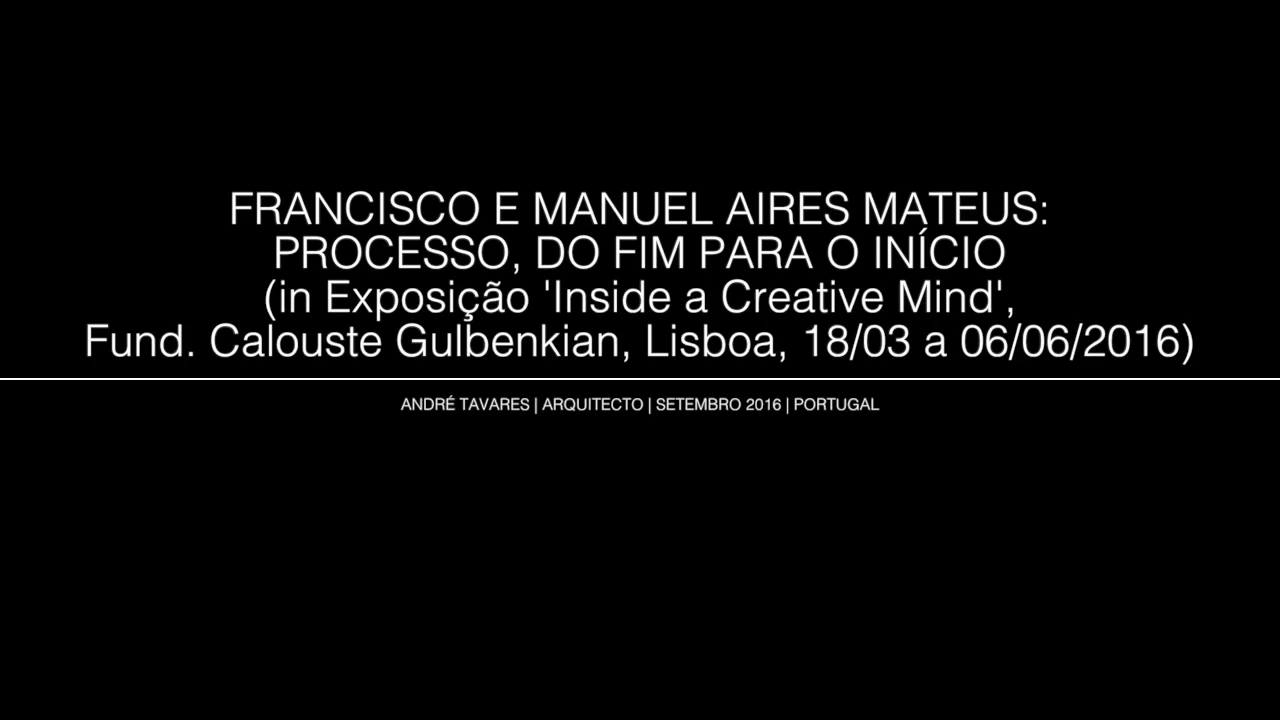 FRANCISCO E MANUEL AIRES MATEUS:
PROCESSO, DO FIM PARA O INÍCIO
(in Exposição 'Inside a Creative Mind',
Fund. Calouste Gulbenkian, Lisboa, 18/03 a 06/06/2016)
ANDRÉ TAVARES | ARQUITECTO | SETEMBRO 2016 | PORTUGAL